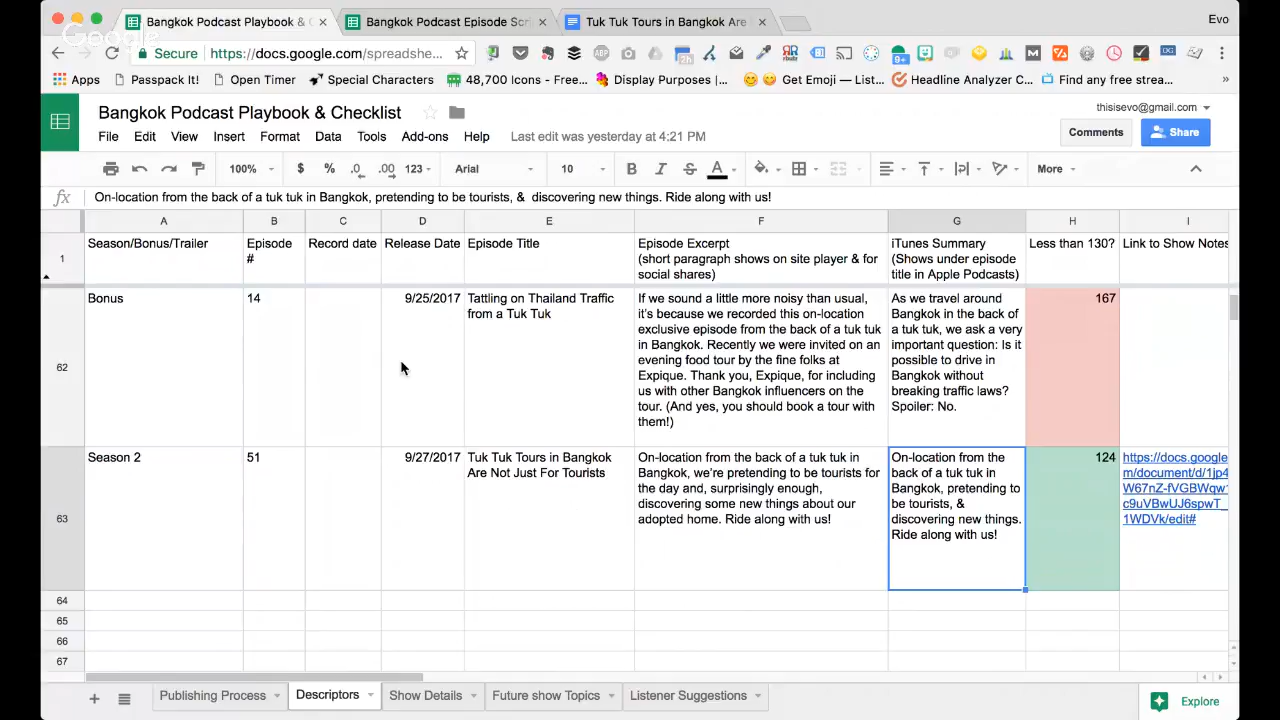 Bangkok Podcast Playbook & C
Bangkok Podcast Episode Scr
Tuk Tuk Tours in Bangkok Are
Evo
Google
Secure
https://docs.google.com/spreadshe...
Apps
Passpack It!
Open Timer
Special Characters
48,700 Icons - Free...
Display Purposes |...
Get Emoji — List...
Headline Analyzer C...
Find any free strea...
»
Bangkok Podcast Playbook & Checklist
thisisevo@gmail.com
File Edit View Insert Format Data Tools Add-ons Help
Last edit was yesterday at 4:21 PM
Comments
Share
100% $ % .0 .00 123 Arial 10 B I S A More
fx On-location from the back of a tuk tuk in Bangkok, pretending to be tourists, & discovering new things. Ride along with us!
A B C D E F G H I
1
Season/Bonus/Trailer
Episode
#
Record date
Release Date
Episode Title
Episode Excerpt
(short paragraph shows on site player & for
social shares)
iTunes Summary
(Shows under episode
title in Apple Podcasts)
Less than 130?
Link to Show Notes
62
Bonus
14
9/25/2017
Tattling on Thailand Traffic
from a Tuk Tuk
If we sound a little more noisy than usual,
it's because we recorded this on-location
exclusive episode from the back of a tuk tuk
in Bangkok. Recently we were invited on an
evening food tour by the fine folks at
Expique. Thank you, Expique, for including
us with other Bangkok influencers on the
tour. (And yes, you should book a tour with
them!)
As we travel around
Bangkok in the back of
a tuk tuk, we ask a very
important question: Is it
possible to drive in
Bangkok without
breaking traffic laws?
Spoiler: No.
167
63
Season 2
51
9/27/2017
Tuk Tuk Tours in Bangkok
Are Not Just For Tourists
On-location from the back of a tuk tuk in
Bangkok, we're pretending to be tourists for
the day and, surprisingly enough,
discovering some new things about our
adopted home. Ride along with us!
On-location from the
back of a tuk tuk in
Bangkok, pretending to
be tourists, &
discovering new things.
Ride along with us!
124
https://docs.google
m/document/d/1jp4
W67nZ-fVGBWqw
c9uVBwUJ6spwT_
1WDVk/edit#
64
65
66
67
Publishing Process
Descriptors
Show Details
Future show Topics
Listener Suggestions
Explore